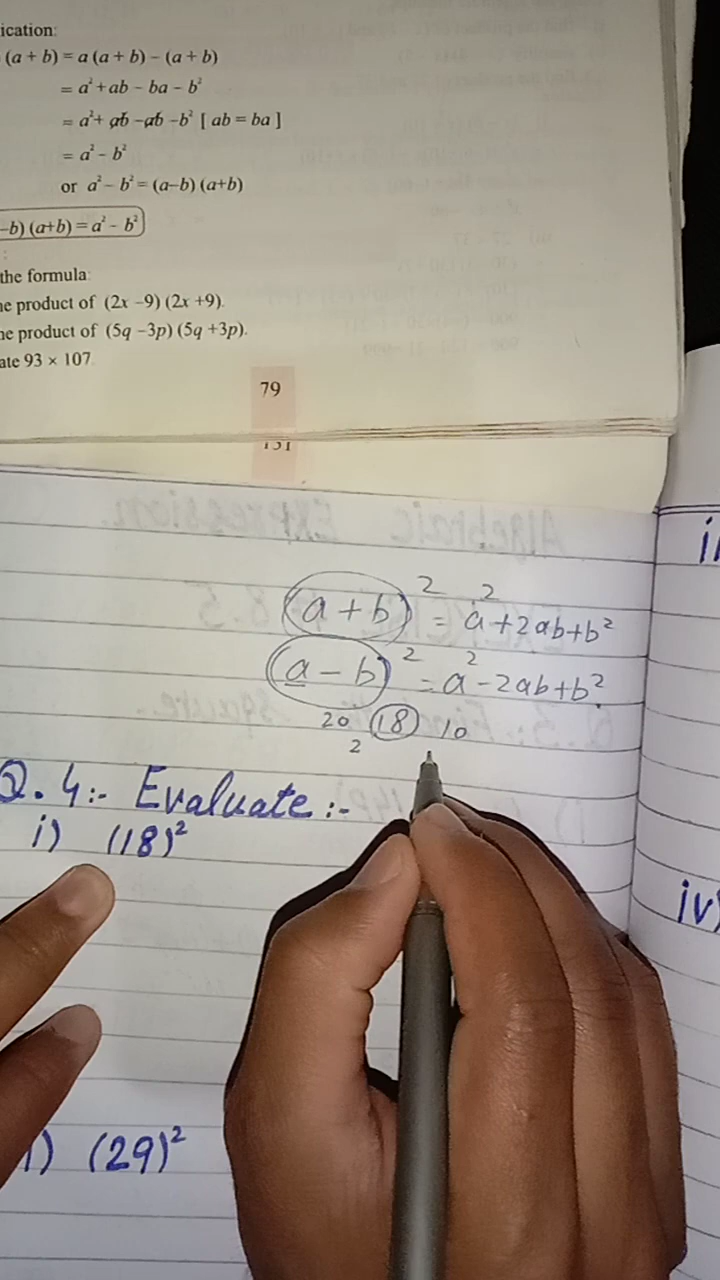 ication:
(a + b) = a (a + b) – (a + b)
= a² + ab – ba – b²
= a² + ab – ab – b² [ ab = ba ]
= a² – b²
or a² – b² = (a–b) (a+b)
–b) (a+b) = a² – b²
:
the formula:
ne product of (2x –9) (2x +9).
ne product of (5q –3p) (5q +3p).
ate 93 × 107.
79
(a + b)² = a² + 2ab + b²
(a – b)² = a² - 2ab + b²
20 18 10
2
Q.4:- Evaluate :-
i) (18)²
iv)
i) (29)²